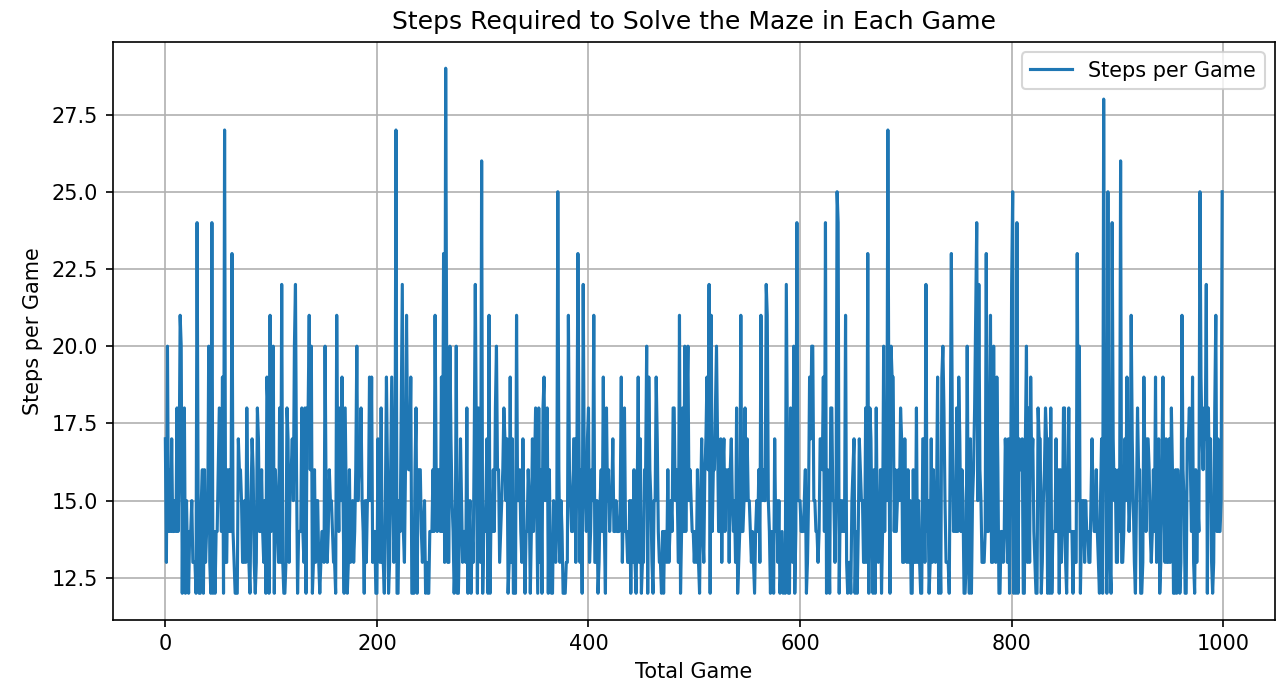 Steps Required to Solve the Maze in Each Game
Steps per Game
27.5
25.0
22.5
20.0
17.5
15.0
12.5
Steps per Game
0 200 400 600 800 1000
Total Game